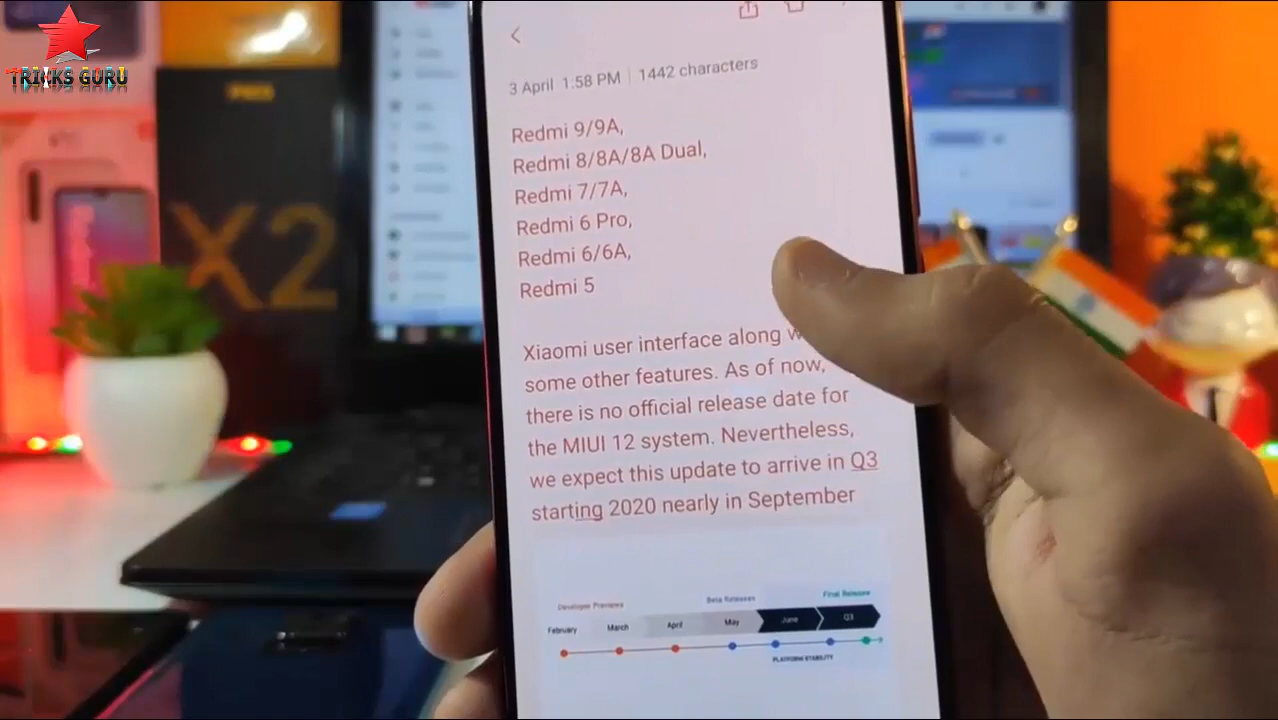 TRICKS GURU
X2
3 April 1:58 PM | 1442 characters
Redmi 9/9A,
Redmi 8/8A/8A Dual,
Redmi 7/7A,
Redmi 6 Pro,
Redmi 6/6A,
Redmi 5
Xiaomi user interface along
some other features. As of now,
there is no official release date for
the MIUI 12 system. Nevertheless,
we expect this update to arrive in Q3
starting 2020 nearly in September
Developer Previews Beta Releases Final Release
February March April May June Q3
PLATFORM STABILITY